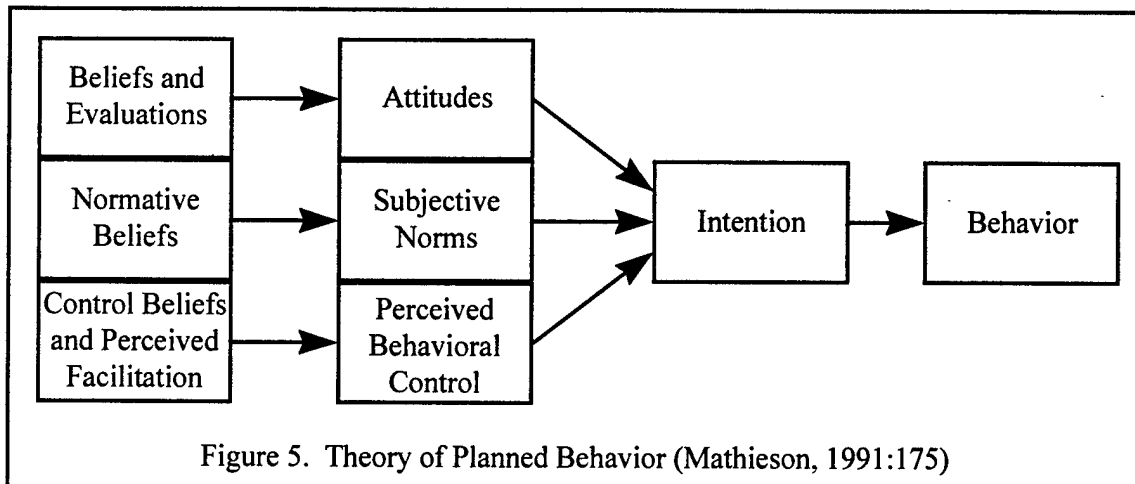 Beliefs and
Evaluations
Attitudes
Normative
Beliefs
Subjective
Norms
Intention
Behavior
Control Beliefs
and Perceived
Facilitation
Perceived
Behavioral
Control
Figure 5. Theory of Planned Behavior (Mathieson, 1991:175)